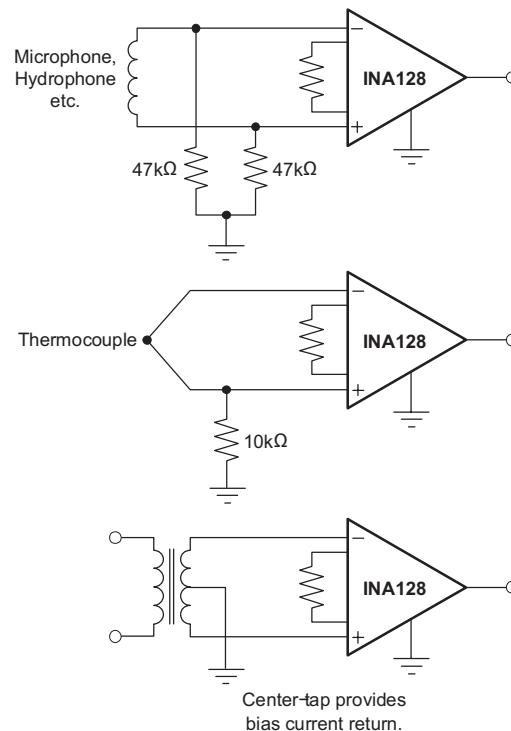 Microphone,
Hydrophone
etc.
INA128
47kΩ
47kΩ
Thermocouple
INA128
10kΩ
INA128
Center-tap provides
bias current return.